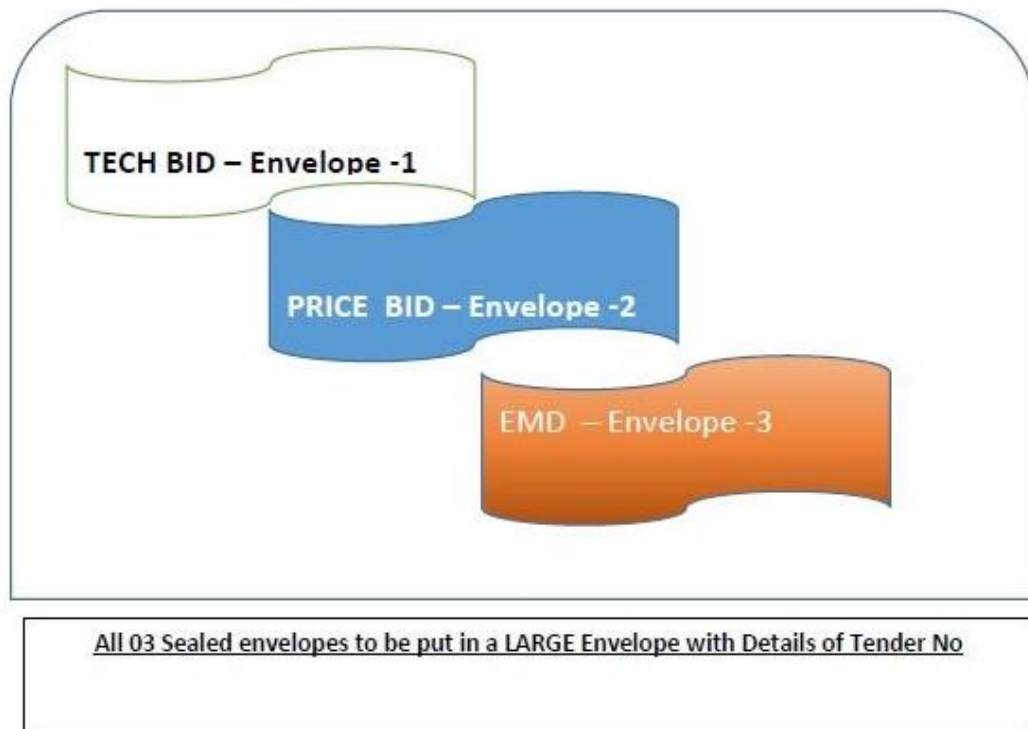 TECH BID – Envelope -1
PRICE  BID – Envelope -2
EMD  – Envelope -3
All 03 Sealed envelopes to be put in a LARGE Envelope with Details of Tender No